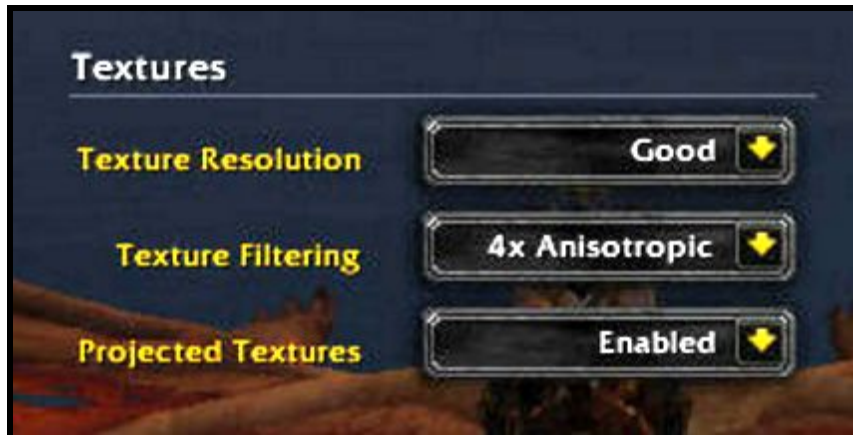 Textures
Texture Resolution Good
Texture Filtering 4x Anisotropic
Projected Textures Enabled